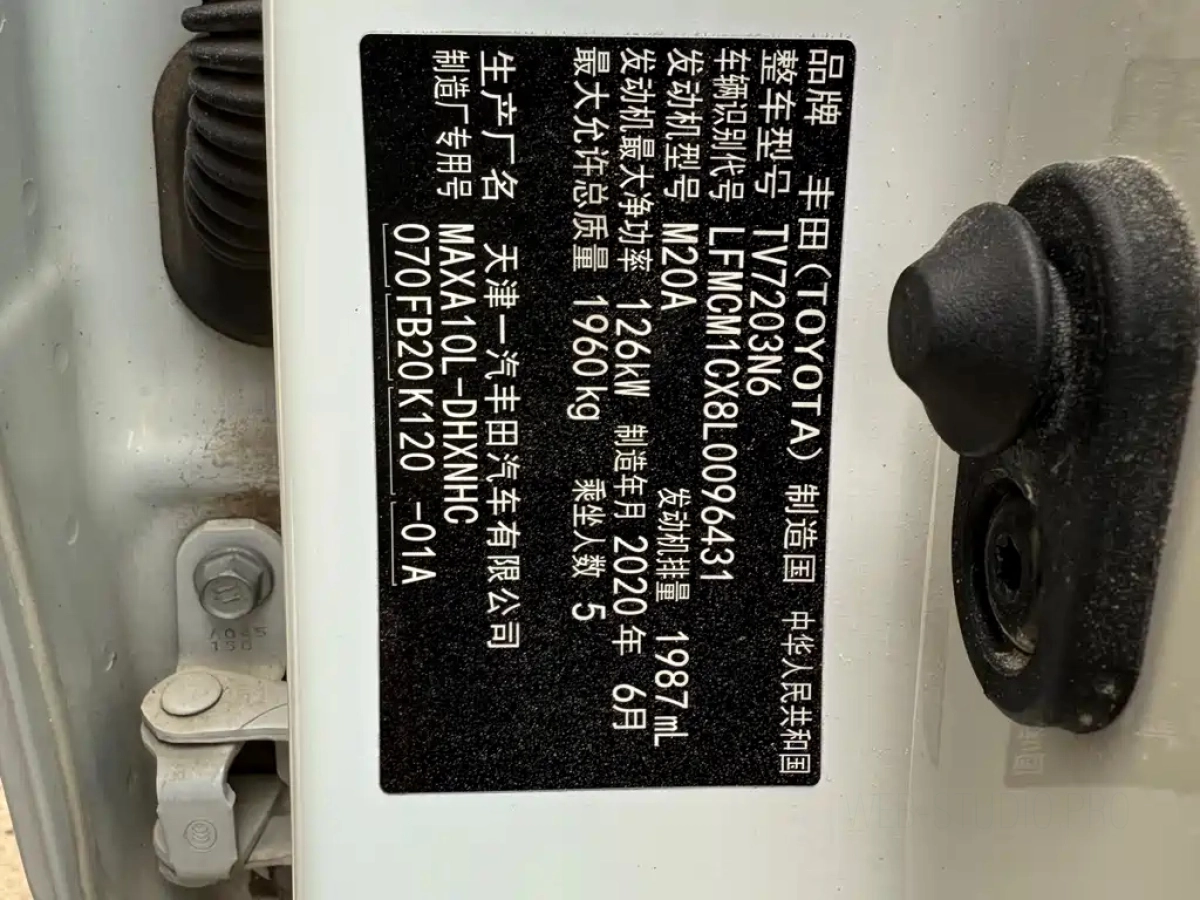 品牌 丰田(TOYOTA) 制造国 中华人民共和国
整车型号 TV7203N6
车辆识别代号 LFMCM1CX8L0096431
发动机型号 M20A 发动机排量 1987mL
发动机最大净功率 126kW 制造年月 2020年 6月
最大允许总质量 1960kg 乘坐人数 5
生产厂名 天津一汽丰田汽车有限公司
制造厂专用号 MAXA10L-DHXNHC
070FB20K120 -01A